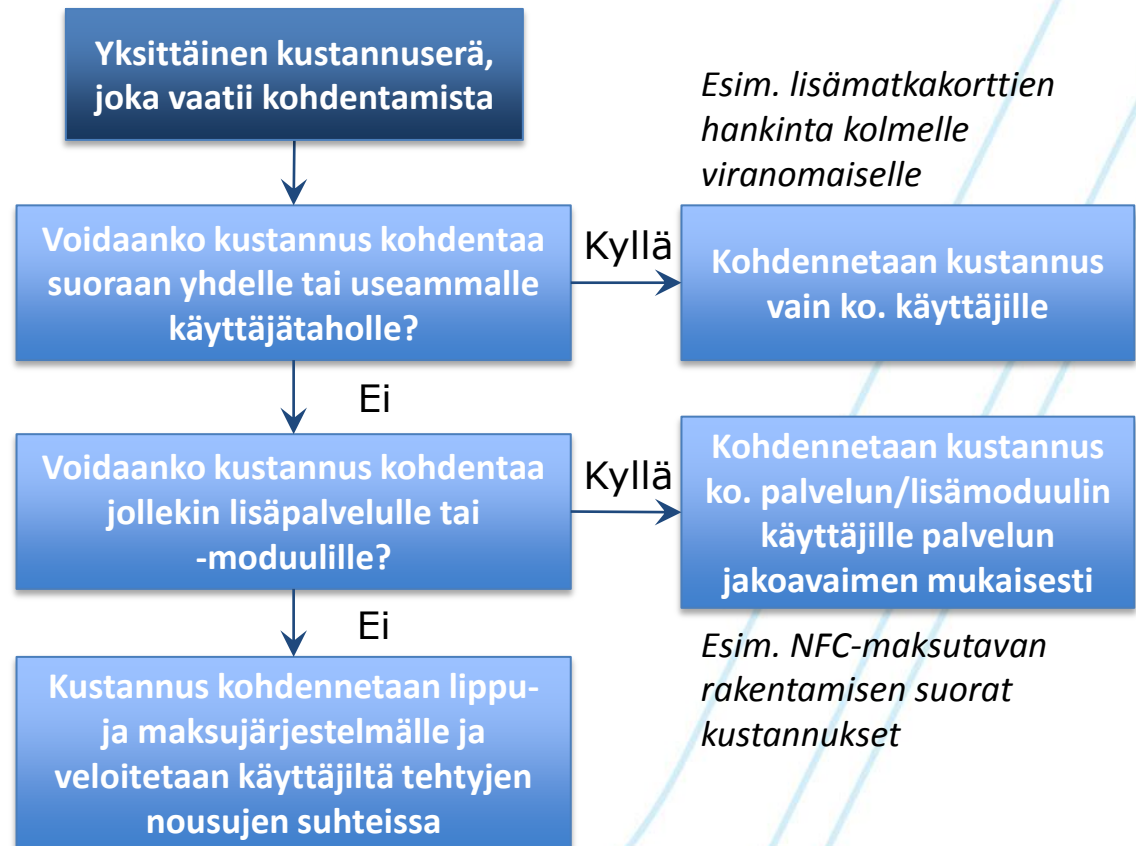 Yksittäinen kustannuserä,
joka vaatii kohdentamista
Esim. lisämatkakorttien
hankinta kolmelle
viranomaiselle
Voidaanko kustannus kohdentaa
suoraan yhdelle tai useammalle
käyttäjätaholle?
Kyllä
Kohdennetaan kustannus
vain ko. käyttäjille
Ei
Voidaanko kustannus kohdentaa
jollekin lisäpalvelulle tai
-moduulille?
Kyllä
Kohdennetaan kustannus
ko. palvelun/lisämoduulin
käyttäjille palvelun
jakoavaimen mukaisesti
Ei
Esim. NFC-maksutavan
rakentamisen suorat
kustannukset
Kustannus kohdennetaan lippu-
ja maksujärjestelmälle ja
veloitetaan käyttäjiltä tehtyjen
nousujen suhteissa